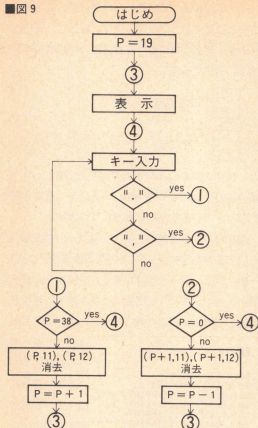 ■図9
はじめ
P=19
③
表 示
④
キー入力
"." yes ①
no
"," yes ②
no
①
P=38 yes ④
no
(P,11),(P,12)
消去
P=P+1
③
②
P=0 yes ④
no
(P+1,11),(P+1,12)
消去
P=P-1
③